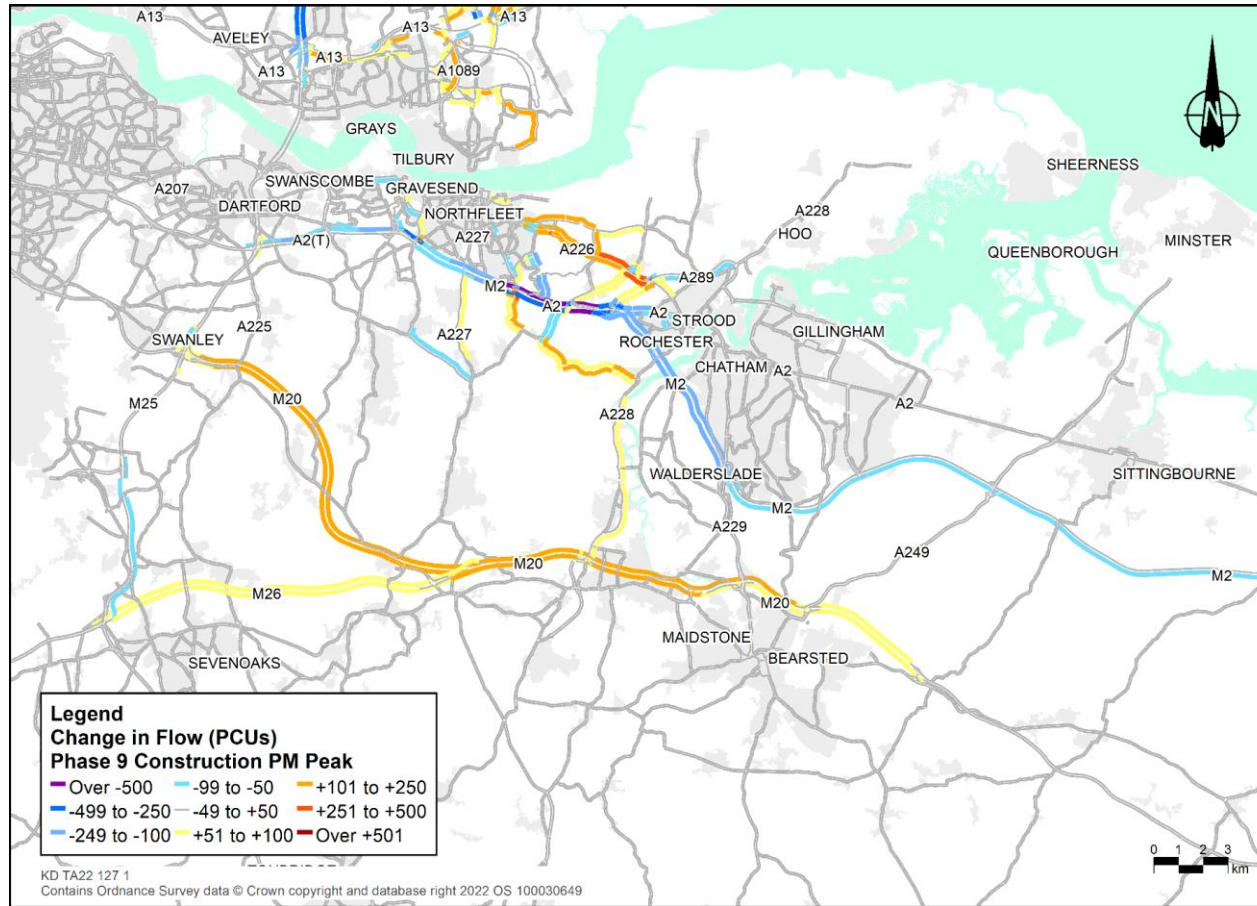 A13
A13
A13
AVELEY
A13
A13
A1089
N
GRAYS
TILBURY
SHEERNESS
SWANSCOMBE
GRAVESEND
A207
DARTFORD
NORTHFLEET
A228
HOO
MINSTER
A2(T)
A227
A226
QUEENBOROUGH
A289
M2
A2
A2
STROOD
A225
SWANLEY
A227
GILLINGHAM
ROCHESTER
CHATHAM
A2
M25
M20
M2
A228
A2
WALDERSLADE
SITTINGBOURNE
M2
A229
A249
M20
M2
M26
M20
MAIDSTONE
BEARSTED
SEVENOAKS
Legend
Change in Flow (PCUs)
Phase 9 Construction PM Peak
Over -500 -99 to -50 +101 to +250
-499 to -250 -49 to +50 +251 to +500
-249 to -100 +51 to +100 Over +501
0 1 2 3
km
KD TA22 127 1
Contains Ordnance Survey data © Crown copyright and database right 2022 OS 100030649